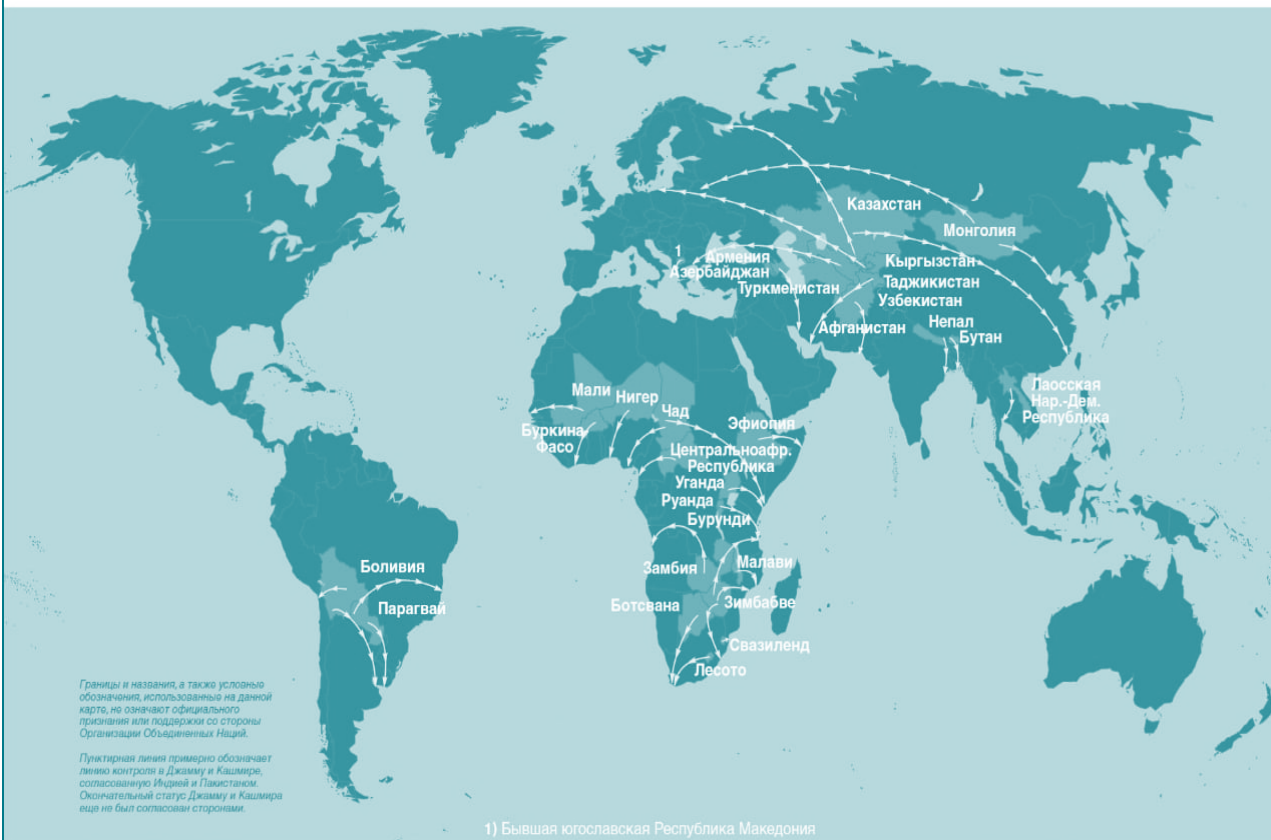 Казахстан
Монголия
1
Армения
Азербайджан
Кыргызстан
Туркменистан
Таджикистан
Узбекистан
Афганистан
Непал
Бутан
Мали
Нигер
Чад
Лаосская
Нар.-Дем.
Республика
Буркина
Фасо
Эфиопия
Центральноафр.
Республика
Уганда
Руанда
Бурунди
Замбия
Малави
Боливия
Парагвай
Ботсвана
Зимбабве
Свазиленд
Лесото
Границы и названия, а также условные
обозначения, использованные на данной
карте, не означают официального
признания или поддержки со стороны
Организации Объединенных Наций.
Пунктирная линия примерно обозначает
линию контроля в Джамму и Кашмире,
согласованную Индией и Пакистаном.
Окончательный статус Джамму и Кашмира
еще не был согласован сторонами.
1) Бывшая югославская Республика Македония